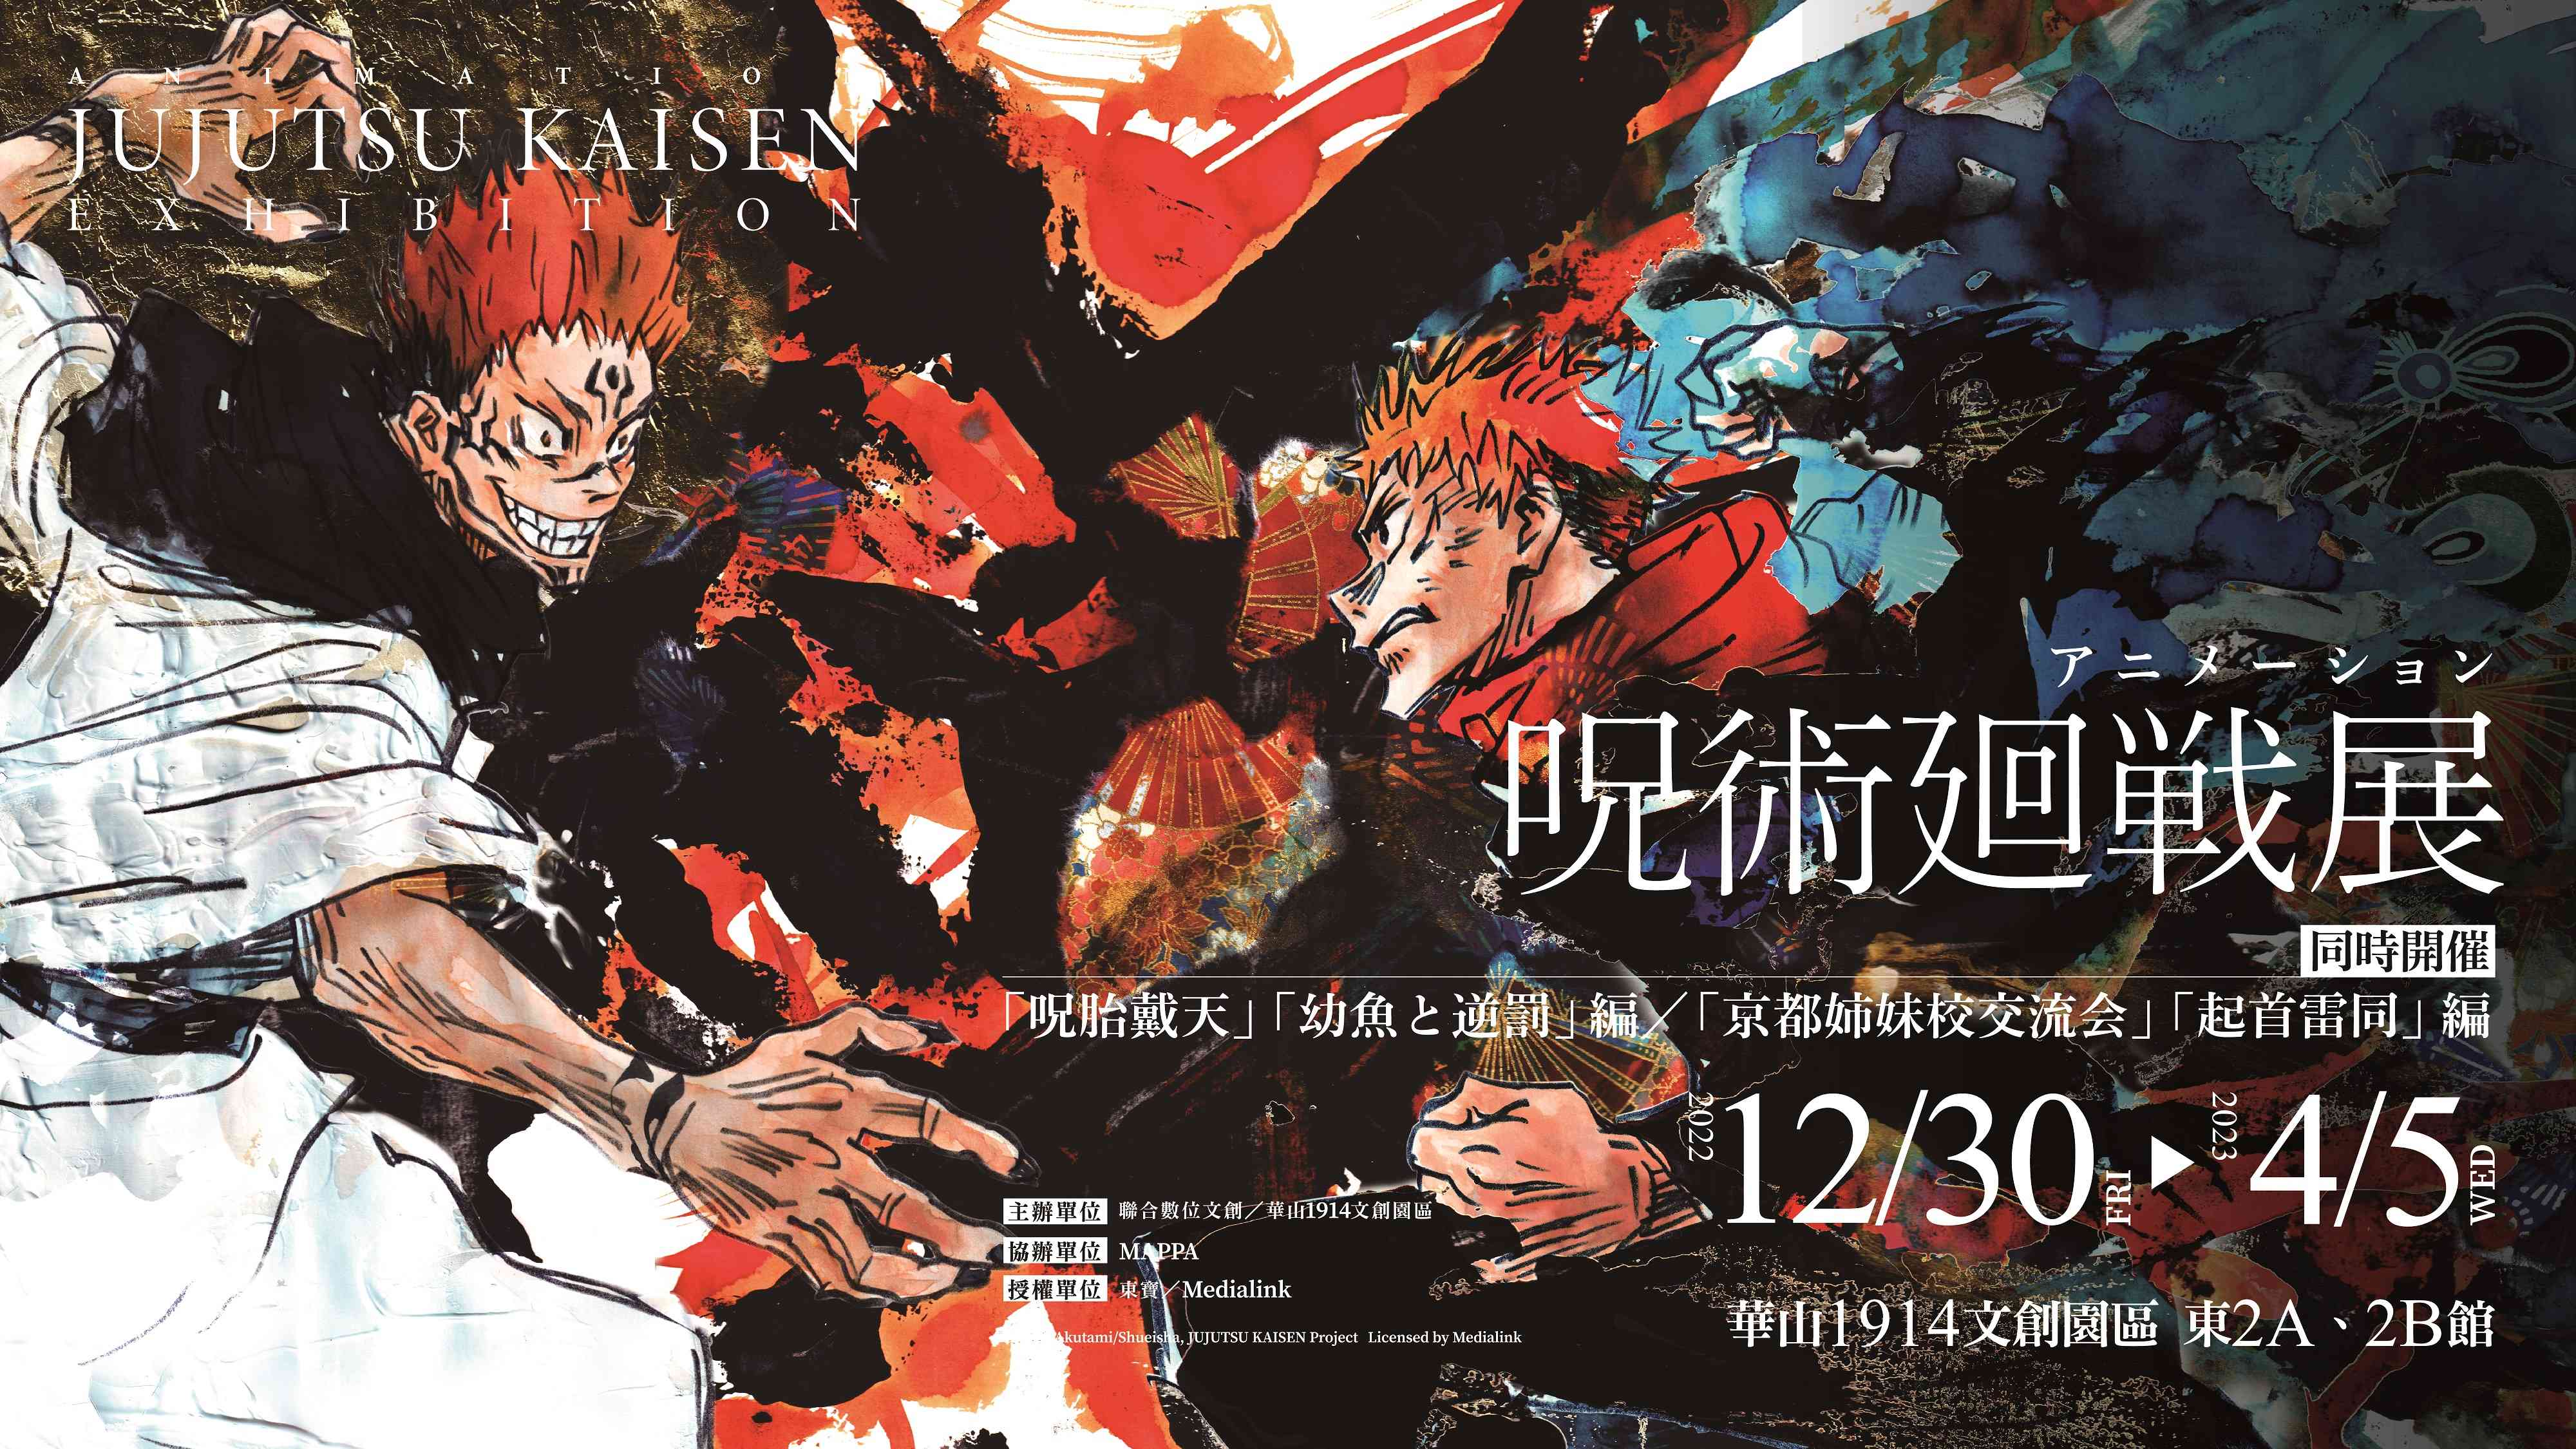 ANIMATION
JUJUTSU KAISEN
EXHIBITION
アニメーション
呪術廻戦展
同時開催
「呪胎戴天」「幼魚と逆罰」編／「京都姉妹校交流会」「起首雷同」編
2022 12/30 FRI ▶ 2023 4/5 WED
華山1914文創園區 東2A、2B館
主辦單位 聯合數位文創／華山1914文創園區
協辦單位 MAPPA
授權單位 東寶／Medialink
Akutami/Shueisha, JUJUTSU KAISEN Project Licensed by Medialink